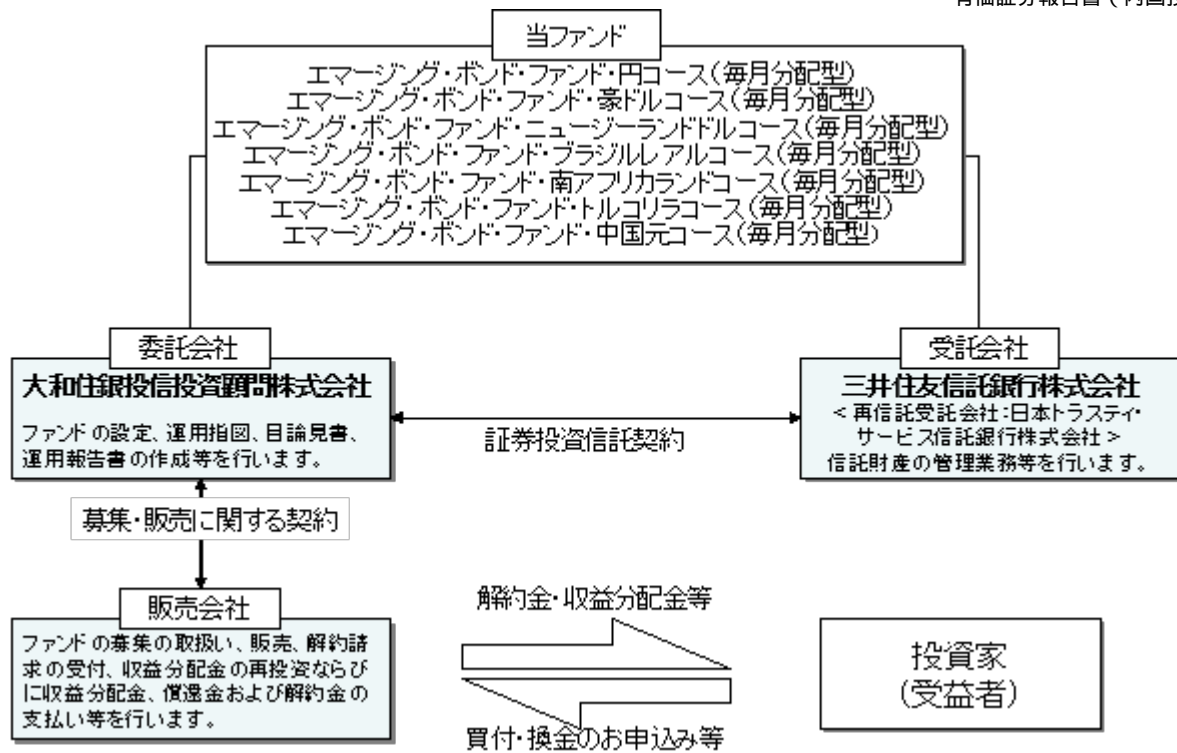 当ファンド
エマージング・ボンド・ファンド・円コース(毎月分配型)
エマージング・ボンド・ファンド・豪ドルコース(毎月分配型)
エマージング・ボンド・ファンド・ニュージーランドドルコース(毎月分配型)
エマージング・ボンド・ファンド・ブラジルレアルコース(毎月分配型)
エマージング・ボンド・ファンド・南アフリカランドコース(毎月分配型)
エマージング・ボンド・ファンド・トルコリラコース(毎月分配型)
エマージング・ボンド・ファンド・中国元コース(毎月分配型)
委託会社
大和住銀投信投資顧問株式会社
ファンドの設定、運用指図、目論見書、
運用報告書の作成等を行います。
証券投資信託契約
受託会社
三井住友信託銀行株式会社
<再信託受託会社:日本トラスティ・
サービス信託銀行株式会社>
信託財産の管理業務等を行います。
募集・販売に関する契約
販売会社
ファンドの募集の取扱い、販売、解約請
求の受付、収益分配金の再投資ならび
に収益分配金、償還金および解約金の
支払い等を行います。
解約金・収益分配金等
買付・換金のお申込み等
投資家
(受益者)